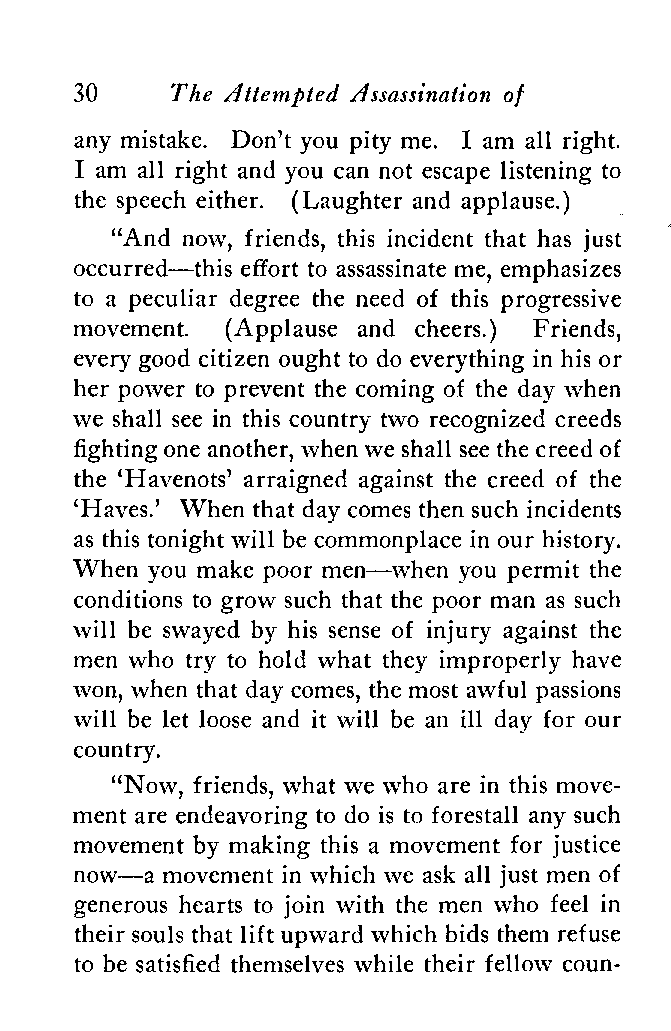 30 The Attempted Assassination of
any mistake. Don't you pity me. I am all right.
I am all right and you can not escape listening to
the speech either. (Laughter and applause.)
“And now, friends, this incident that has just
occurred—this effort to assassinate me, emphasizes
to a peculiar degree the need of this progressive
movement. (Applause and cheers.) Friends,
every good citizen ought to do everything in his or
her power to prevent the coming of the day when
we shall see in this country two recognized creeds
fighting one another, when we shall see the creed of
the ‘Havenots’ arraigned against the creed of the
‘Haves.’ When that day comes then such incidents
as this tonight will be commonplace in our history.
When you make poor men—when you permit the
conditions to grow such that the poor man as such
will be swayed by his sense of injury against the
men who try to hold what they improperly have
won, when that day comes, the most awful passions
will be let loose and it will be an ill day for our
country.
“Now, friends, what we who are in this move-
ment are endeavoring to do is to forestall any such
movement by making this a movement for justice
now—a movement in which we ask all just men of
generous hearts to join with the men who feel in
their souls that lift upward which bids them refuse
to be satisfied themselves while their fellow coun-